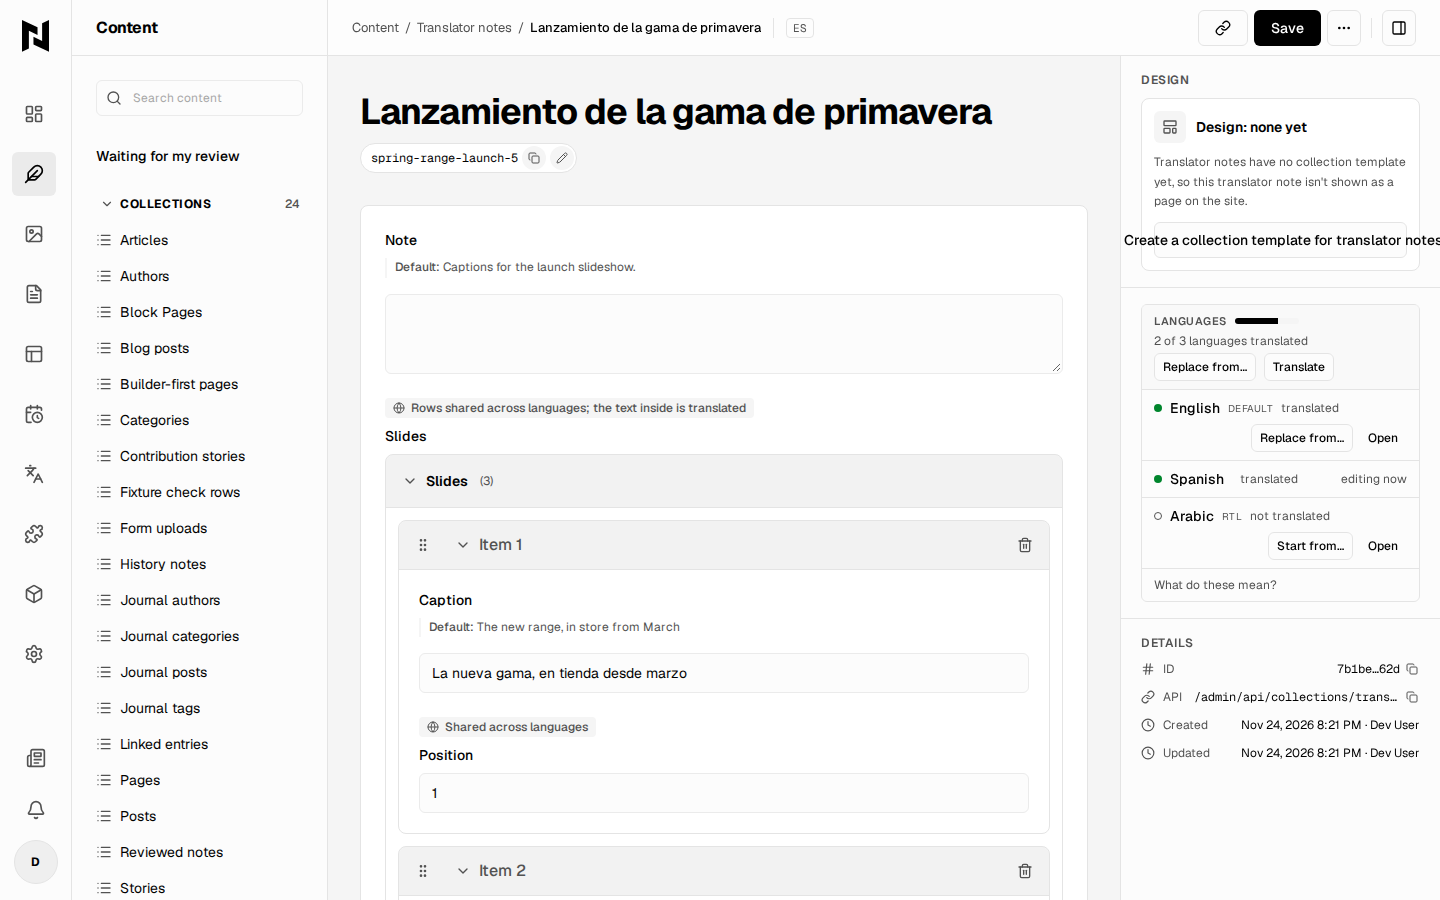 Content
Search content
Waiting for my review
COLLECTIONS 24
Articles
Authors
Block Pages
Blog posts
Builder-first pages
Categories
Contribution stories
Fixture check rows
Form uploads
History notes
Journal authors
Journal categories
Journal posts
Journal tags
Linked entries
Pages
Posts
Reviewed notes
Stories
D
Content / Translator notes / Lanzamiento de la gama de primavera ES
Save
Lanzamiento de la gama de primavera
spring-range-launch-5
Note
Default: Captions for the launch slideshow.
Rows shared across languages; the text inside is translated
Slides
Slides (3)
Item 1
Caption
Default: The new range, in store from March
La nueva gama, en tienda desde marzo
Shared across languages
Position
1
Item 2
DESIGN
Design: none yet
Translator notes have no collection template
yet, so this translator note isn't shown as a
page on the site.
Create a collection template for translator notes
LANGUAGES
2 of 3 languages translated
Replace from... Translate
English DEFAULT translated
Replace from... Open
Spanish translated editing now
Arabic RTL not translated
Start from... Open
What do these mean?
DETAILS
ID 7b1be...62d
API /admin/api/collections/trans...
Created Nov 24, 2026 8:21 PM · Dev User
Updated Nov 24, 2026 8:21 PM · Dev User